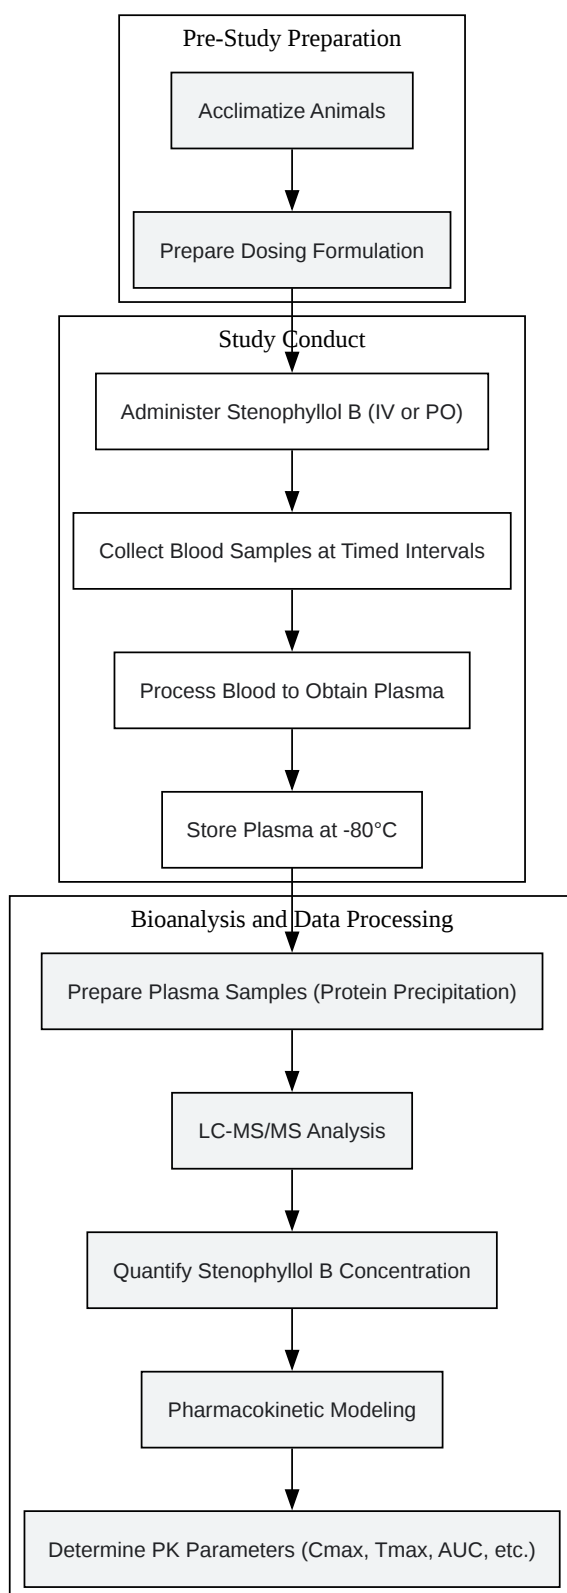 Pre-Study Preparation
Acclimatize Animals
Prepare Dosing Formulation
Study Conduct
Administer Stenophyllol B (IV or PO)
Collect Blood Samples at Timed Intervals
Process Blood to Obtain Plasma
Store Plasma at -80°C
Bioanalysis and Data Processing
Prepare Plasma Samples (Protein Precipitation)
LC-MS/MS Analysis
Quantify Stenophyllol B Concentration
Pharmacokinetic Modeling
Determine PK Parameters (Cmax, Tmax, AUC, etc.)